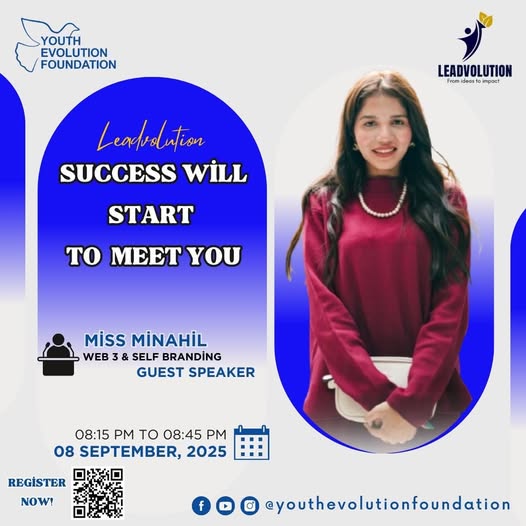 YOUTH
EVOLUTION
FOUNDATION
LEADVOLUTION
From ideas to impact
Leadvolution
SUCCESS WİLL
START
TO MEET YOU
MİSS MİNAHİL
WEB 3 & SELF BRANDİNG
GUEST SPEAKER
08:15 PM TO 08:45 PM
08 SEPTEMBER, 2025
REGİSTER
NOW!
@youthevolutionfoundation